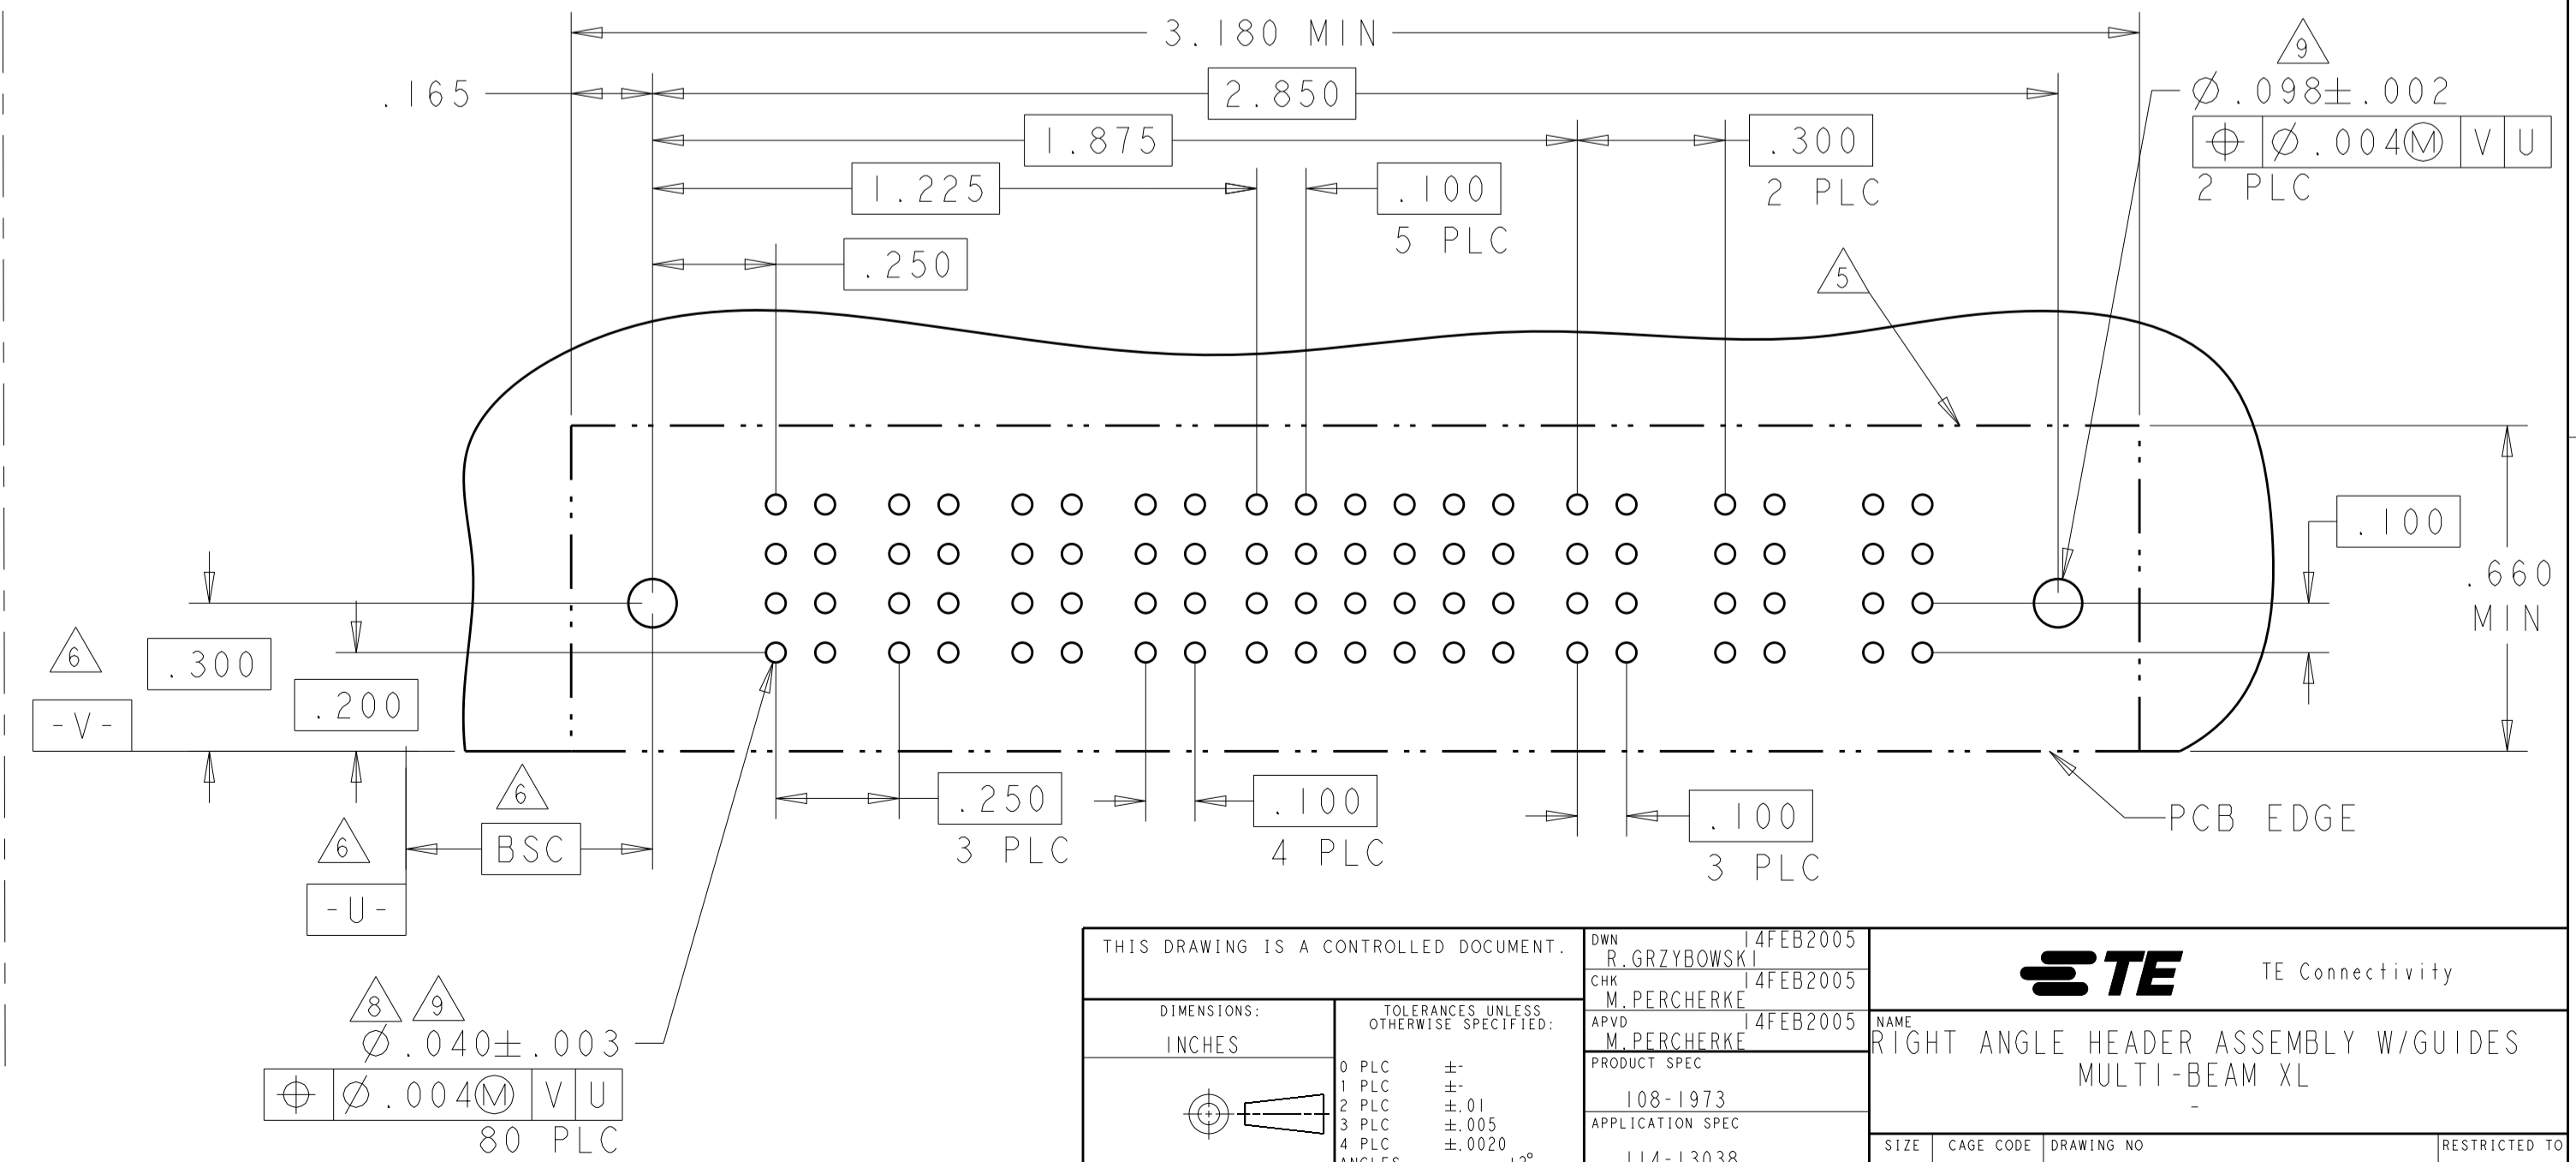 3.180 MIN
.165
2.850
1.875
.300
2 PLC
1.225
.100
5 PLC
.250
9
Ø.098±.002
⌖ Ø.004Ⓜ V U
2 PLC
5
.100
.660
MIN
6
.300
.200
-V-
6
BSC
6
-U-
.250
3 PLC
.100
4 PLC
.100
3 PLC
PCB EDGE
8 9
Ø.040±.003
⌖ Ø.004Ⓜ V U
80 PLC
THIS DRAWING IS A CONTROLLED DOCUMENT.
DIMENSIONS:
INCHES
TOLERANCES UNLESS
OTHERWISE SPECIFIED:
0 PLC ±-
1 PLC ±-
2 PLC ±.01
3 PLC ±.005
4 PLC ±.0020
DWN 14FEB2005
R.GRZYBOWSKI
CHK 14FEB2005
M.PERCHERKE
APVD 14FEB2005
M.PERCHERKE
PRODUCT SPEC
108-1973
APPLICATION SPEC
114-13038
TE TE Connectivity
NAME
RIGHT ANGLE HEADER ASSEMBLY W/GUIDES
MULTI-BEAM XL
-
SIZE CAGE CODE DRAWING NO RESTRICTED TO